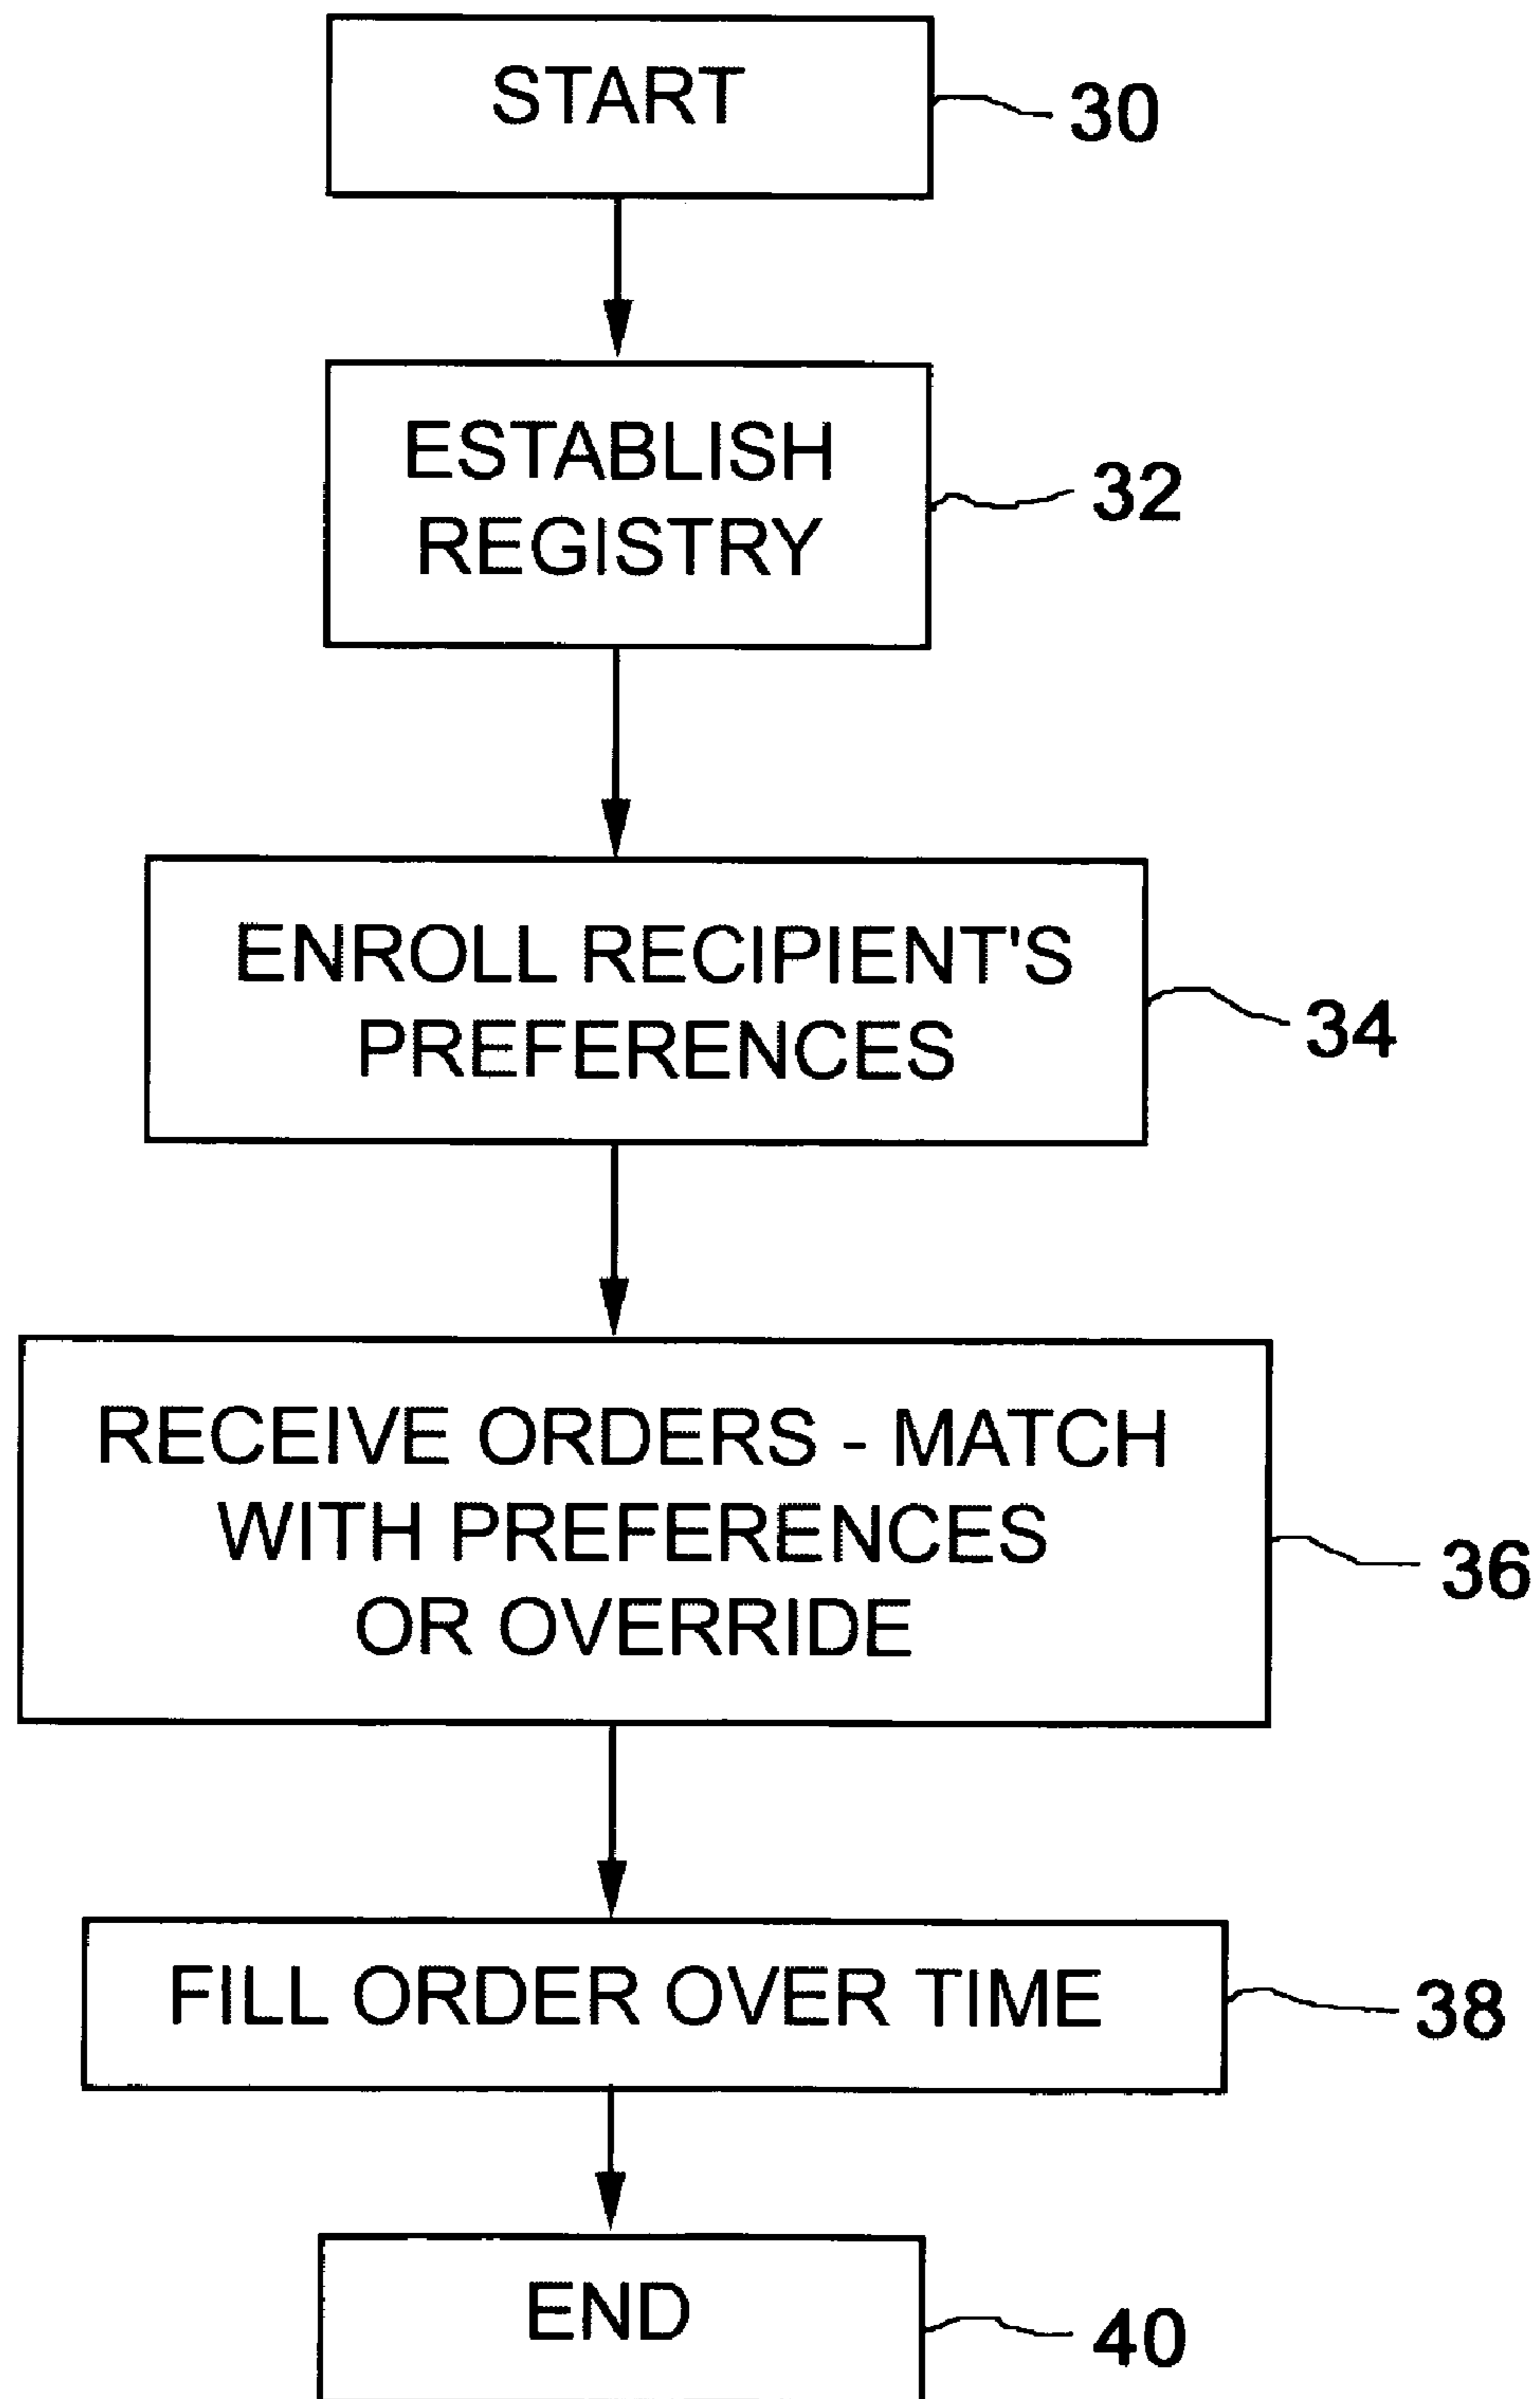 START
30
ESTABLISH
REGISTRY
32
ENROLL RECIPIENT'S
PREFERENCES
34
RECEIVE ORDERS - MATCH
WITH PREFERENCES
OR OVERRIDE
36
FILL ORDER OVER TIME
38
END
40